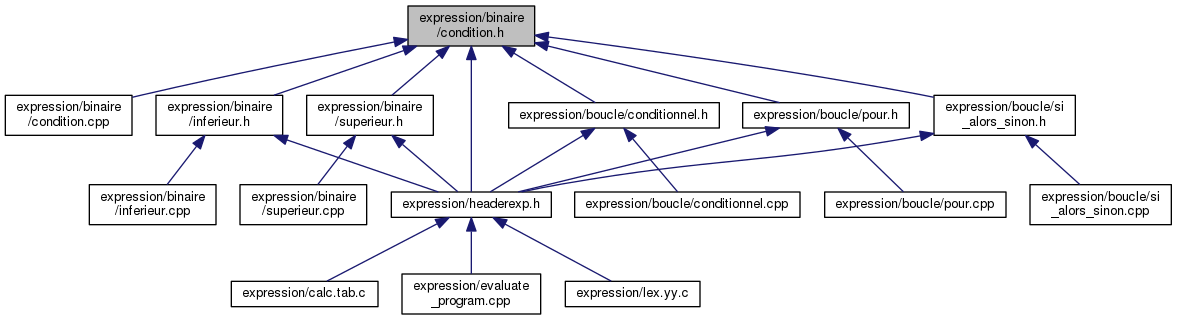 expression/binaire
/condition.h
expression/binaire
/condition.cpp
expression/binaire
/inferieur.h
expression/binaire
/superieur.h
expression/boucle/conditionnel.h
expression/boucle/pour.h
expression/boucle/si
_alors_sinon.h
expression/binaire
/inferieur.cpp
expression/binaire
/superieur.cpp
expression/headerexp.h
expression/boucle/conditionnel.cpp
expression/boucle/pour.cpp
expression/boucle/si
_alors_sinon.cpp
expression/calc.tab.c
expression/evaluate
_program.cpp
expression/lex.yy.c